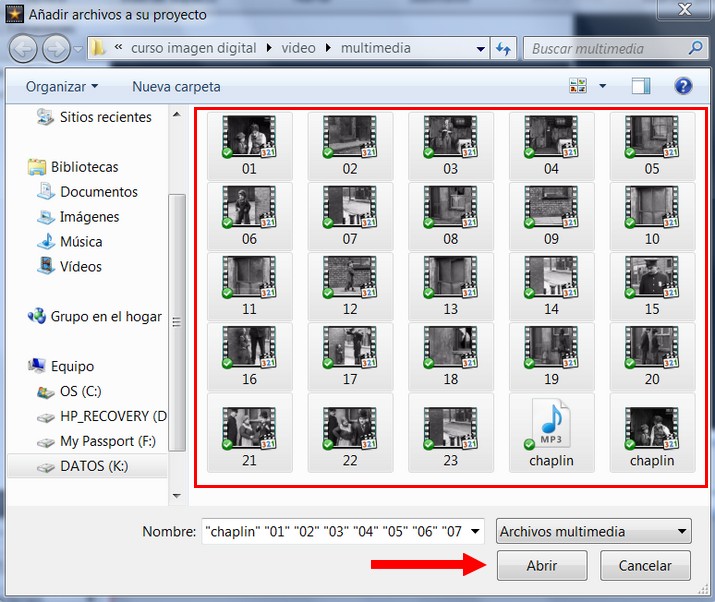 Añadir archivos a su proyecto
« curso imagen digital video multimedia
Buscar multimedia
Organizar Nueva carpeta
Sitios recientes
Bibliotecas
Documentos
Imágenes
Música
Vídeos
Grupo en el hogar
Equipo
OS (C:)
HP_RECOVERY (D
My Passport (F:)
DATOS (K:)
01 02 03 04 05
06 07 08 09 10
11 12 13 14 15
16 17 18 19 20
MP3
21 22 23 chaplin chaplin
Nombre: "chaplin" "01" "02" "03" "04" "05" "06" "07 Archivos multimedia
Abrir Cancelar